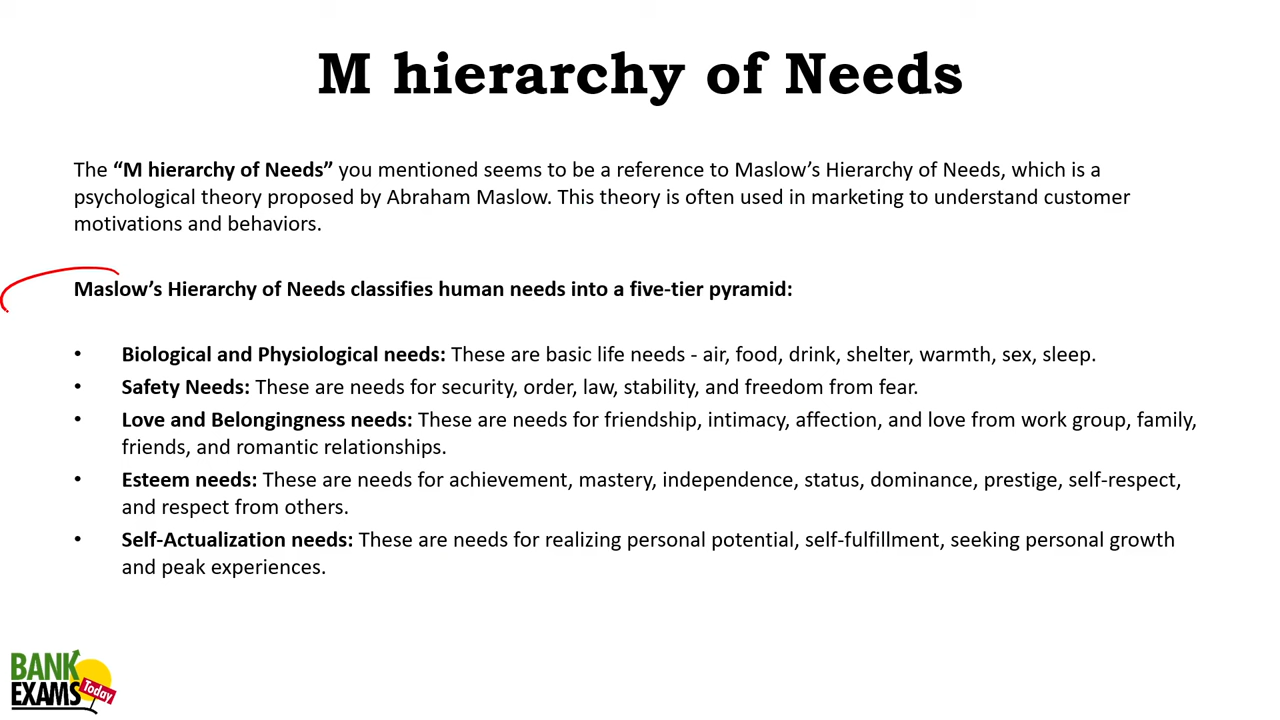 M hierarchy of Needs
The “M hierarchy of Needs” you mentioned seems to be a reference to Maslow’s Hierarchy of Needs, which is a
psychological theory proposed by Abraham Maslow. This theory is often used in marketing to understand customer
motivations and behaviors.
Maslow’s Hierarchy of Needs classifies human needs into a five-tier pyramid:
• Biological and Physiological needs: These are basic life needs - air, food, drink, shelter, warmth, sex, sleep.
• Safety Needs: These are needs for security, order, law, stability, and freedom from fear.
• Love and Belongingness needs: These are needs for friendship, intimacy, affection, and love from work group, family,
friends, and romantic relationships.
• Esteem needs: These are needs for achievement, mastery, independence, status, dominance, prestige, self-respect,
and respect from others.
• Self-Actualization needs: These are needs for realizing personal potential, self-fulfillment, seeking personal growth
and peak experiences.
BANK
EXAMS
Today